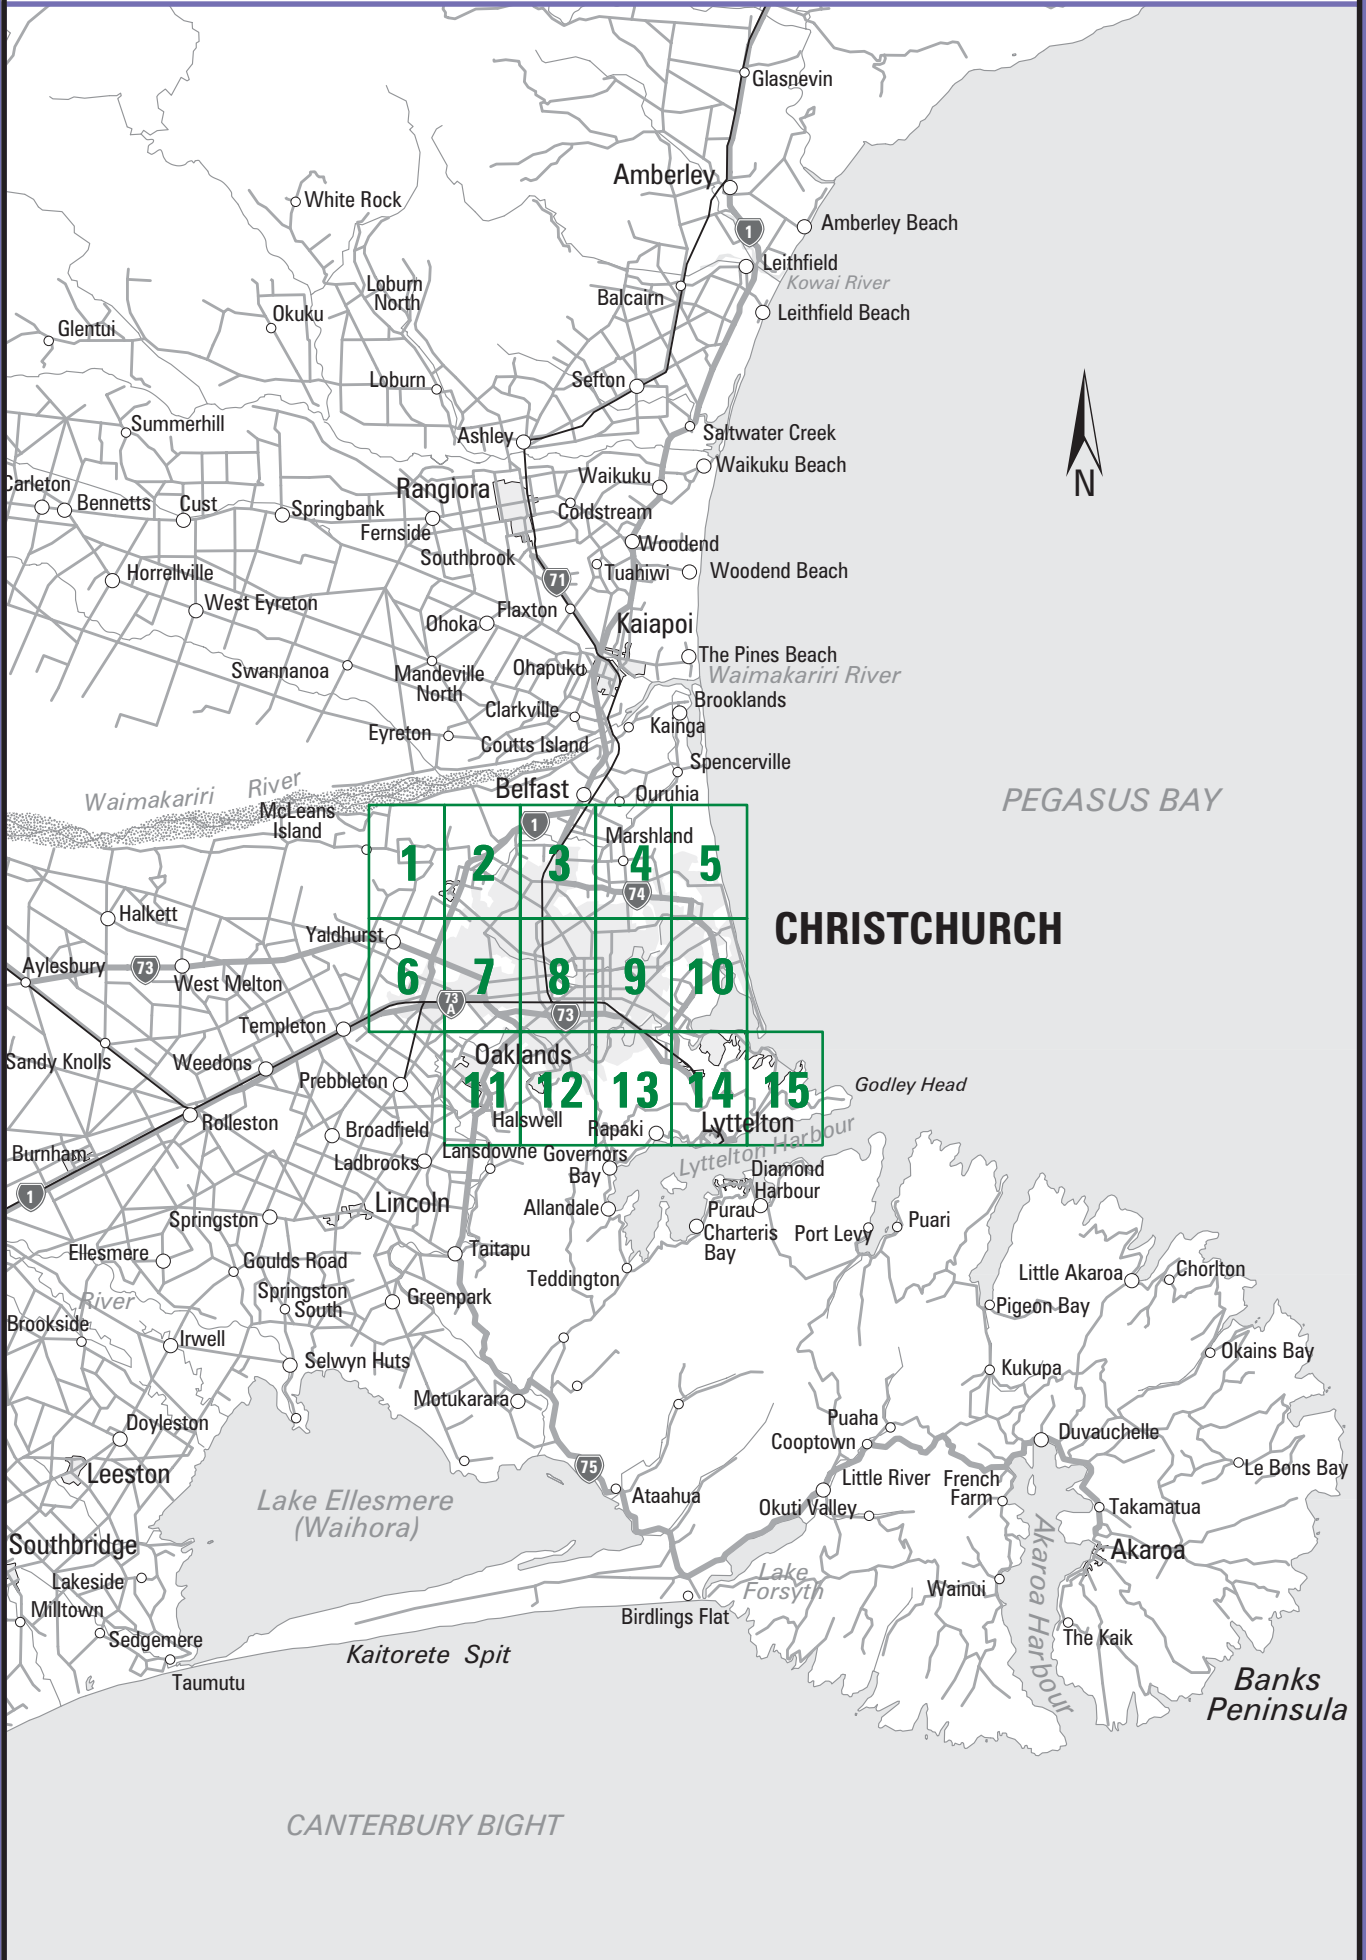 Glasnevin
Amberley
White Rock
Amberley Beach
1
Leithfield
Kowai River
Loburn
North
Balcairn
Okuku
Leithfield Beach
Glentui
Loburn
Sefton
Summerhill
Ashley
Saltwater Creek
Waikuku Beach
Waikuku
Carleton
Bennetts
Cust
Springbank
Rangiora
Fernside
Coldstream
N
Southbrook
Woodend
Horrellville
71
Tuahiwi
Woodend Beach
West Eyreton
Flaxton
Ohoka
Kaiapoi
Swannanoa
Mandeville
North
Ohapuku
The Pines Beach
Waimakariri River
Brooklands
Clarkville
Kainga
Eyreton
Coutts Island
Spencerville
Waimakariri River
Belfast
Ouruhia
PEGASUS BAY
McLeans
Island
1
Marshland
1
2
3
4
5
74
Halkett
CHRISTCHURCH
Yaldhurst
Aylesbury
73
West Melton
6
7
8
9
10
73
A
73
Templeton
Sandy Knolls
Weedons
Oaklands
Prebbleton
11
12
13
14
15
Godley Head
Rolleston
Broadfield
Halswell
Rapaki
Lyttelton
Burnham
Ladbrooks
Lansdowne
Governors
Bay
Lyttelton Harbour
Diamond
Harbour
1
Lincoln
Allandale
Purau
Springston
Charteris
Bay
Port Levy
Puari
Ellesmere
Goulds Road
Taitapu
Teddington
Little Akaroa
Chorlton
River
Springston
South
Greenpark
Pigeon Bay
Brookside
Irwell
Okains Bay
Selwyn Huts
Kukupa
Motukarara
Doyleston
Puaha
Cooptown
Duvauchelle
Leeston
75
Little River
French
Farm
Le Bons Bay
Lake Ellesmere
(Waihora)
Ataahua
Okuti Valley
Takamatua
Southbridge
Akaroa
Lakeside
Lake
Forsyth
Wainui
Akaroa Harbour
Milltown
Birdlings Flat
Sedgemere
The Kaik
Kaitorete Spit
Taumutu
Banks
Peninsula
CANTERBURY BIGHT